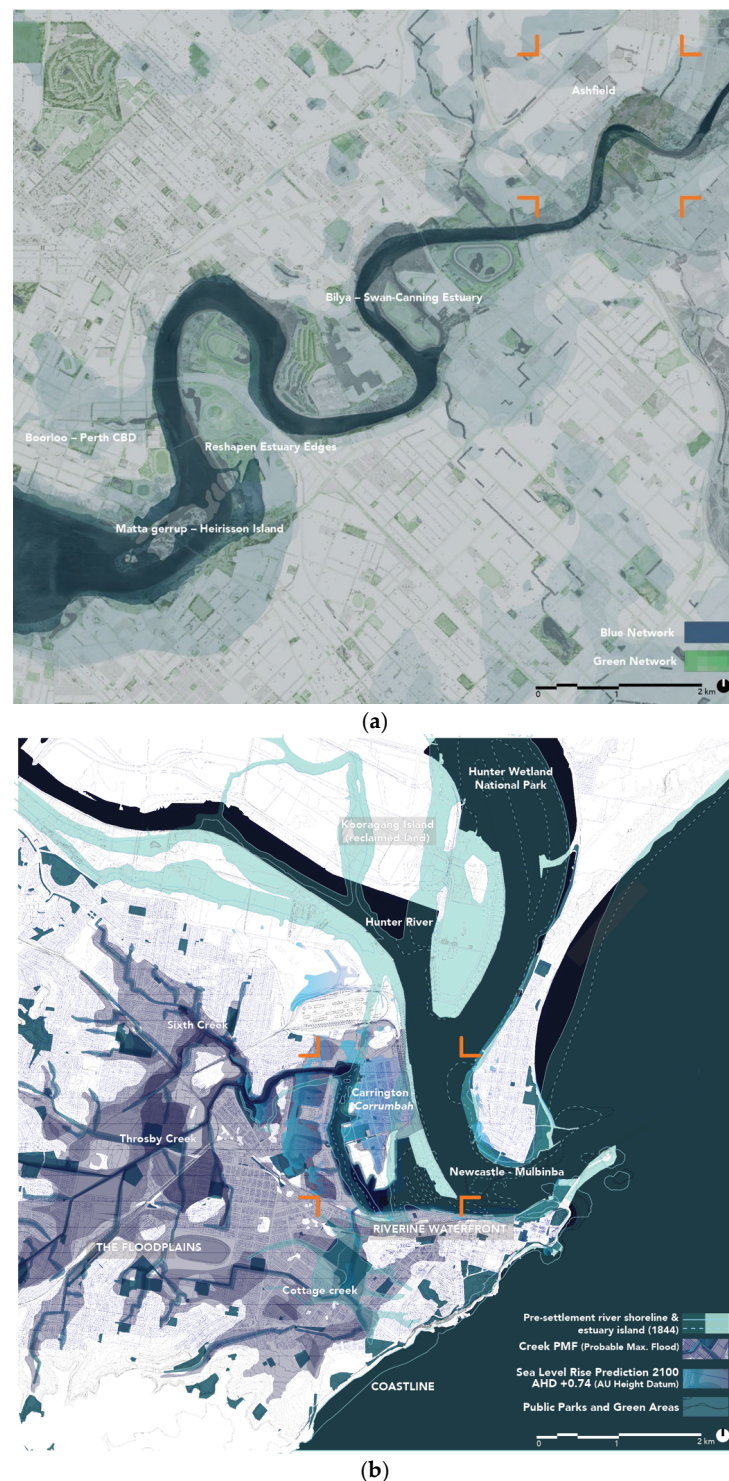 Ashfield
Bilya – Swan-Canning Estuary
Boorloo – Perth CBD
Reshapen Estuary Edges
Matta gerrup – Heirisson Island
Blue Network
Green Network
0 1 2 km
(a)
Hunter Wetland
National Park
Kooragang Island
(reclaimed land)
Hunter River
Sixth Creek
Carrington -
Corrumbah
Throsby Creek
Newcastle - Mulbinba
RIVERINE WATERFRONT
THE FLOODPLAINS
Cottage creek
Pre-settlement river shoreline &
estuary island (1844)
Creek PMF (Probable Max. Flood)
Sea Level Rise Prediction 2100
AHD +0.74 (AU Height Datum)
COASTLINE
Public Parks and Green Areas
0 1 2 km
(b)